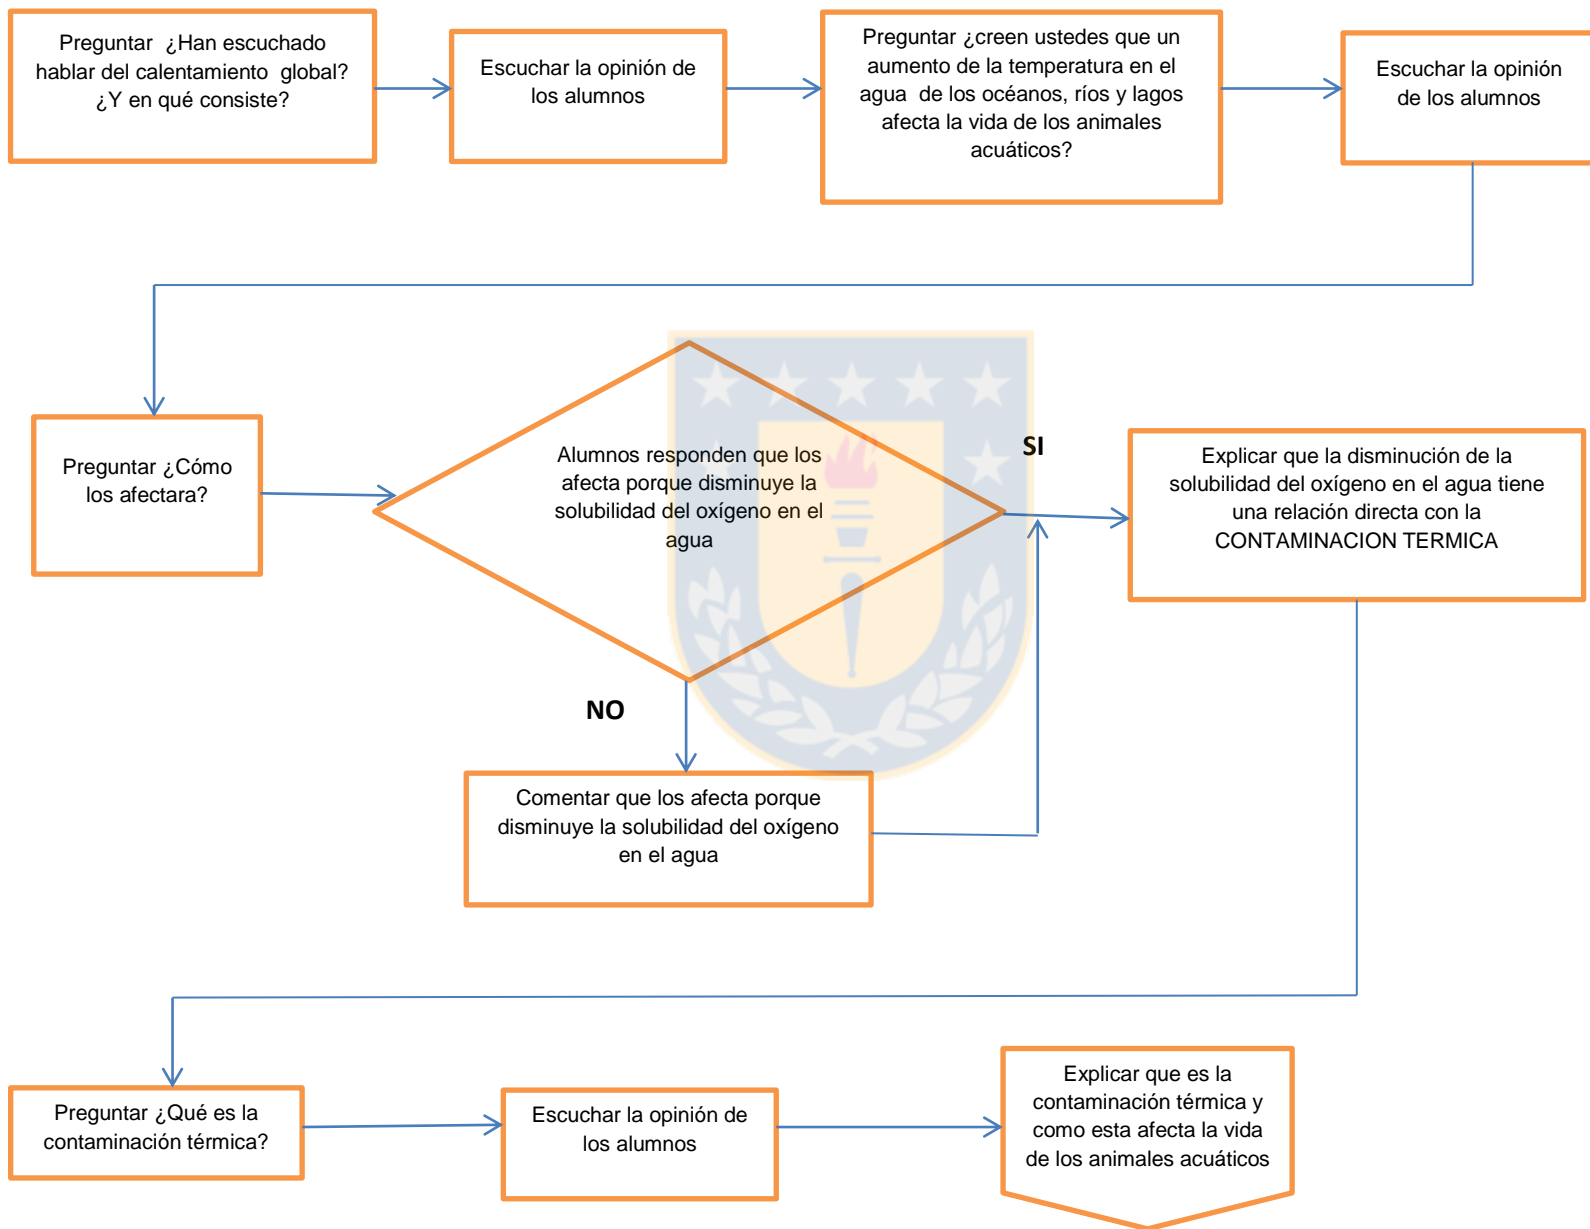 Preguntar ¿Han escuchado
hablar del calentamiento global?
¿Y en qué consiste?
Escuchar la opinión de
los alumnos
Preguntar ¿creen ustedes que un
aumento de la temperatura en el
agua de los océanos, ríos y lagos
afecta la vida de los animales
acuáticos?
Escuchar la opinión
de los alumnos
Preguntar ¿Cómo
los afectara?
Alumnos responden que los
afecta porque disminuye la
solubilidad del oxígeno en el
agua
SI
Explicar que la disminución de la
solubilidad del oxígeno en el agua tiene
una relación directa con la
CONTAMINACION TERMICA
NO
Comentar que los afecta porque
disminuye la solubilidad del oxígeno
en el agua
Preguntar ¿Qué es la
contaminación térmica?
Escuchar la opinión de
los alumnos
Explicar que es la
contaminación térmica y
como esta afecta la vida
de los animales acuáticos